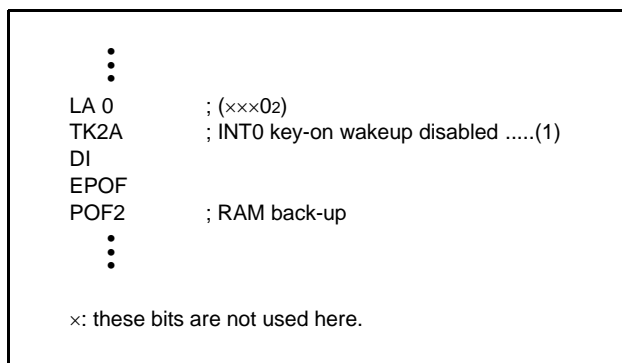 LA 0 ; (×××0₂)
TK2A ; INT0 key-on wakeup disabled .....(1)
DI
EPOF
POF2 ; RAM back-up
×: these bits are not used here.